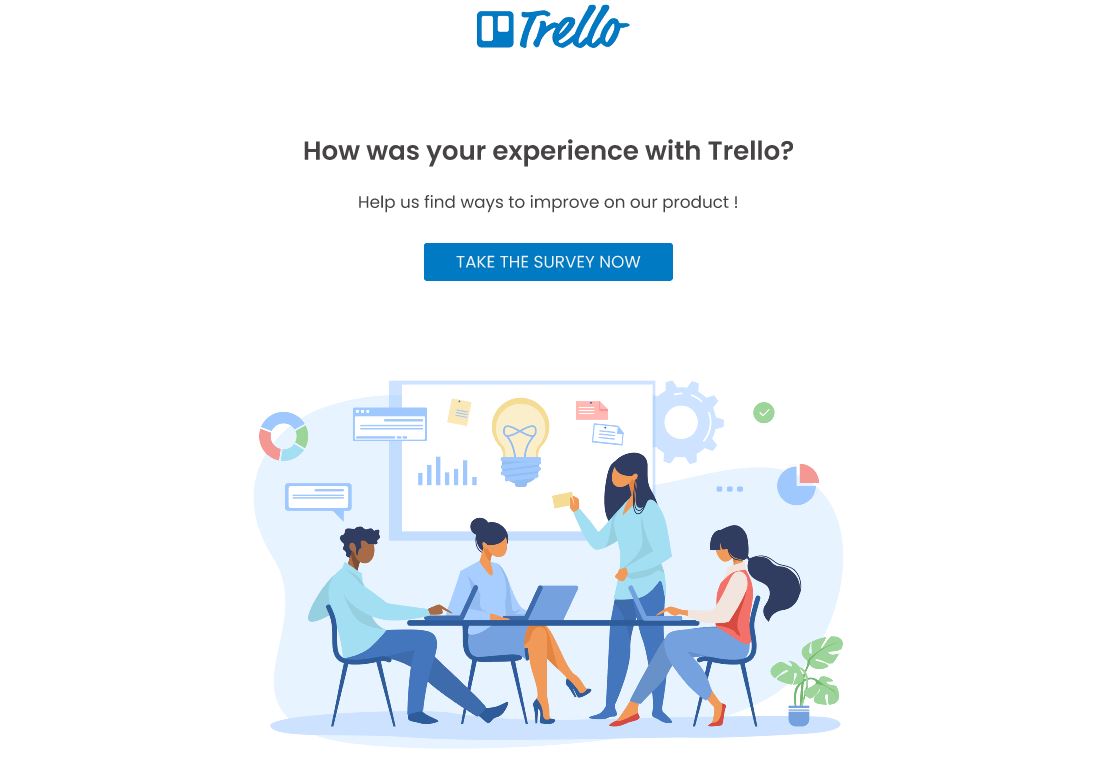 Trello
How was your experience with Trello?
Help us find ways to improve on our product !
TAKE THE SURVEY NOW